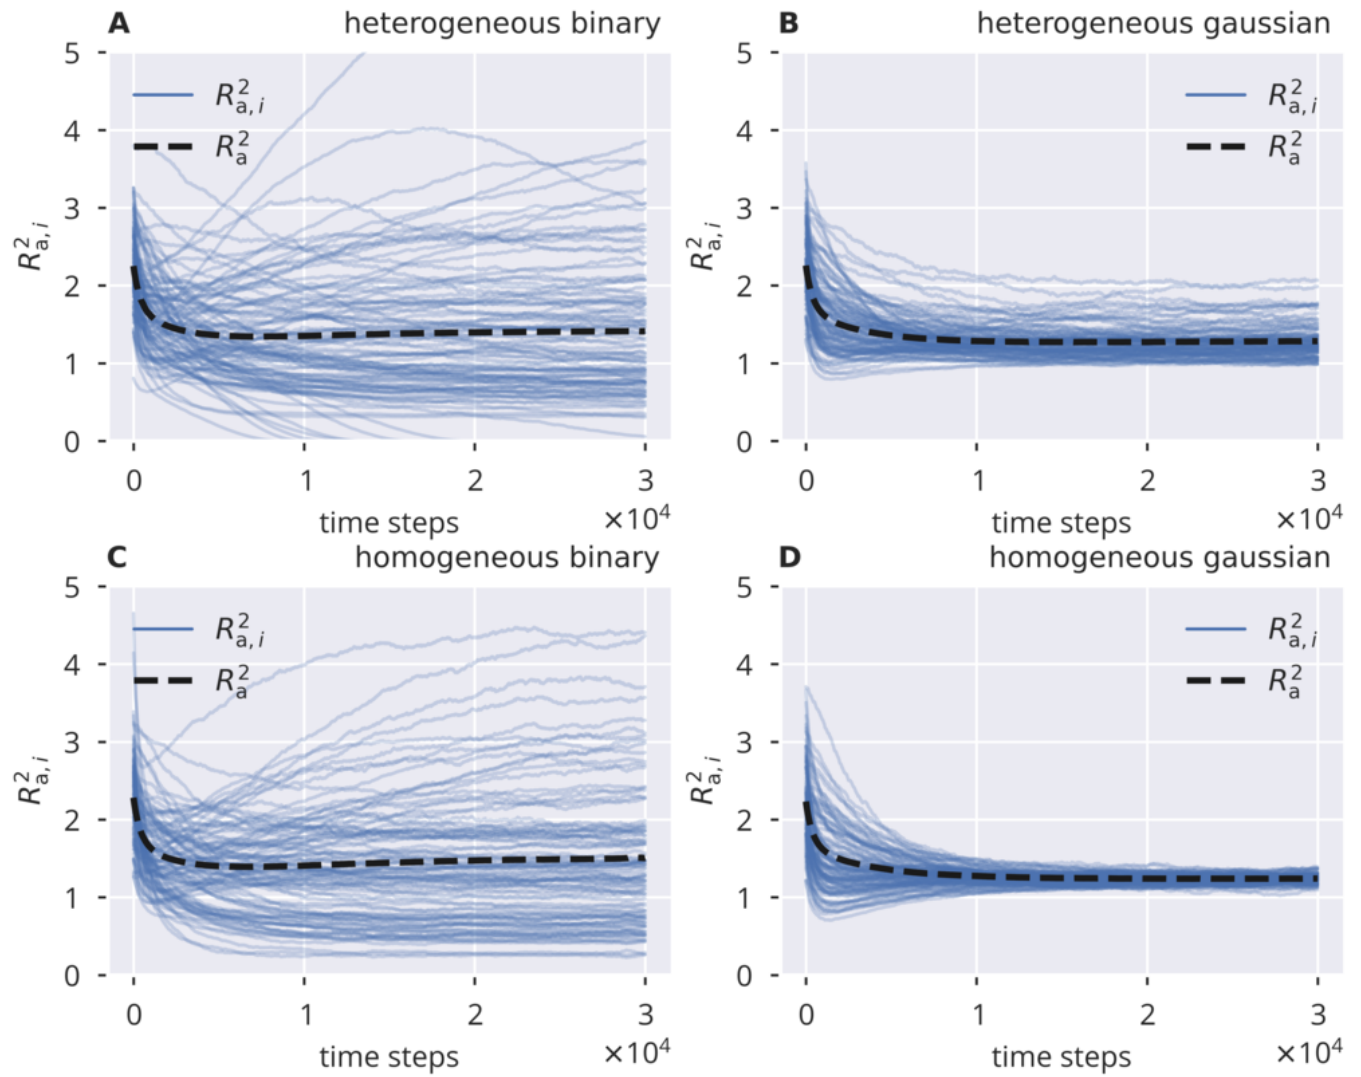 A heterogeneous binary
5
4
3
2
1
0
R²a,i
R²a,i
R²a
0 1 2 3
time steps ×10⁴
B heterogeneous gaussian
5
4
3
2
1
0
R²a,i
R²a,i
R²a
0 1 2 3
time steps ×10⁴
C homogeneous binary
5
4
3
2
1
0
R²a,i
R²a,i
R²a
0 1 2 3
time steps ×10⁴
D homogeneous gaussian
5
4
3
2
1
0
R²a,i
R²a,i
R²a
0 1 2 3
time steps ×10⁴